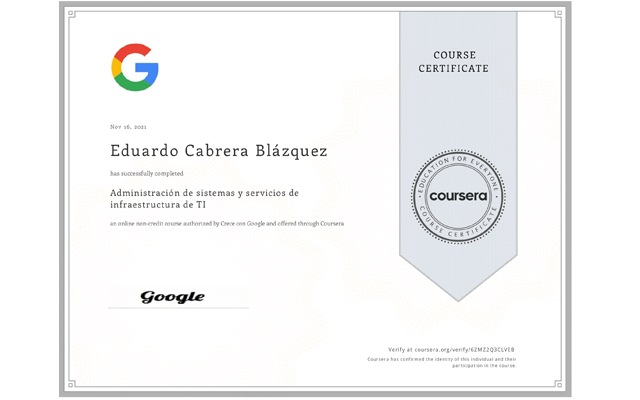 COURSE
CERTIFICATE
Nov 16, 2021
Eduardo Cabrera Blázquez
has successfully completed
Administración de sistemas y servicios de
infraestructura de TI
an online non-credit course authorized by Crece con Google and offered through Coursera
EDUCATION FOR EVERYONE
coursera
COURSE CERTIFICATE
Google
Verify at coursera.org/verify/6ZMZ2Q3CLVEB
Coursera has confirmed the identity of this individual and their
participation in the course.